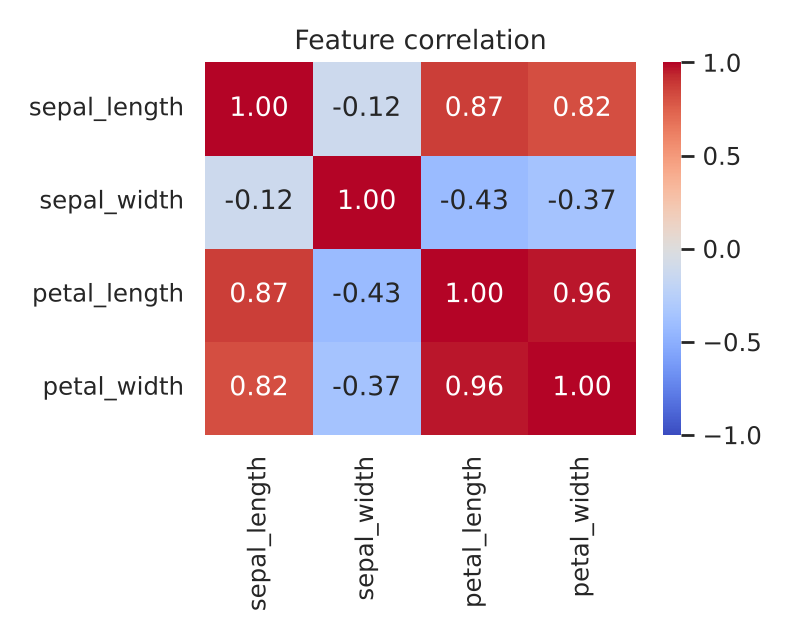 Feature correlation
sepal_length 1.00 -0.12 0.87 0.82
sepal_width -0.12 1.00 -0.43 -0.37
petal_length 0.87 -0.43 1.00 0.96
petal_width 0.82 -0.37 0.96 1.00
sepal_length
sepal_width
petal_length
petal_width
1.0
0.5
0.0
−0.5
−1.0